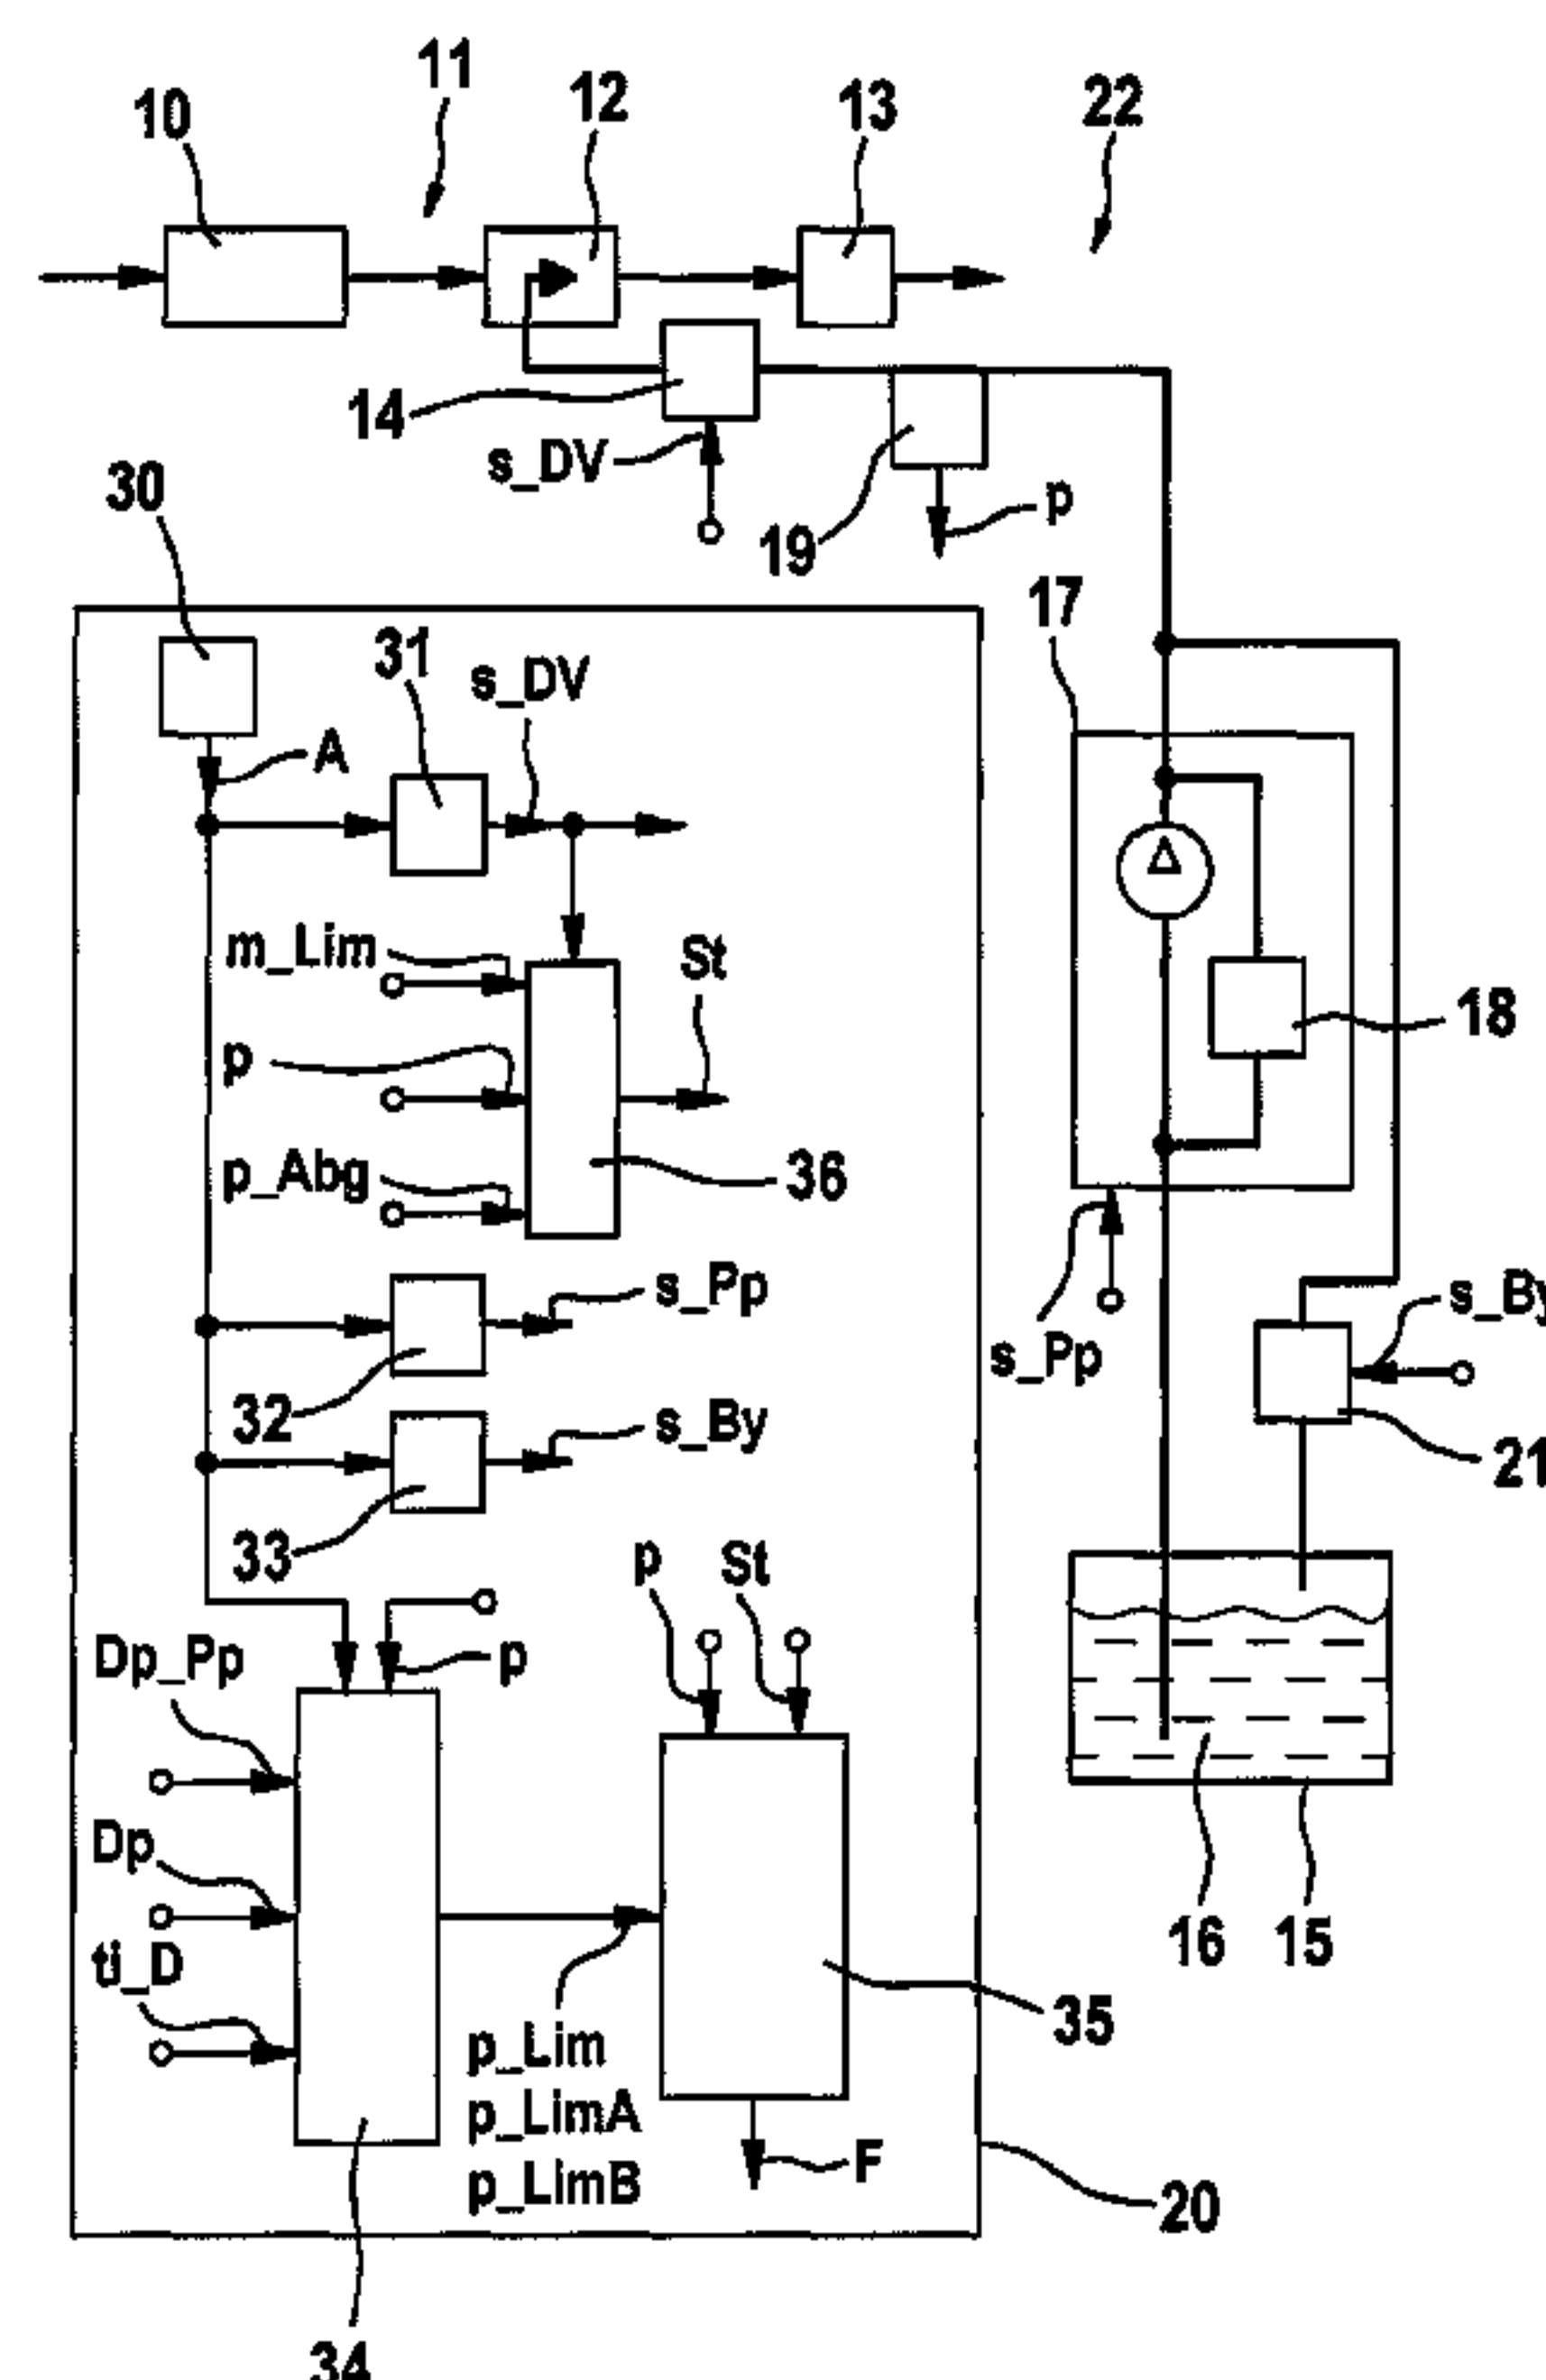 11
12
13
22
10
14
s_DV
30
19
p
17
31
s_DV
A
m_Lim
St
18
p
p_Abg
36
s_Pp
s_By
s_Pp
32
s_By
21
33
p
St
Dp_Pp
p
Dp
16
15
ti_D
35
p_Lim
p_LimA
p_LimB
F
20
34